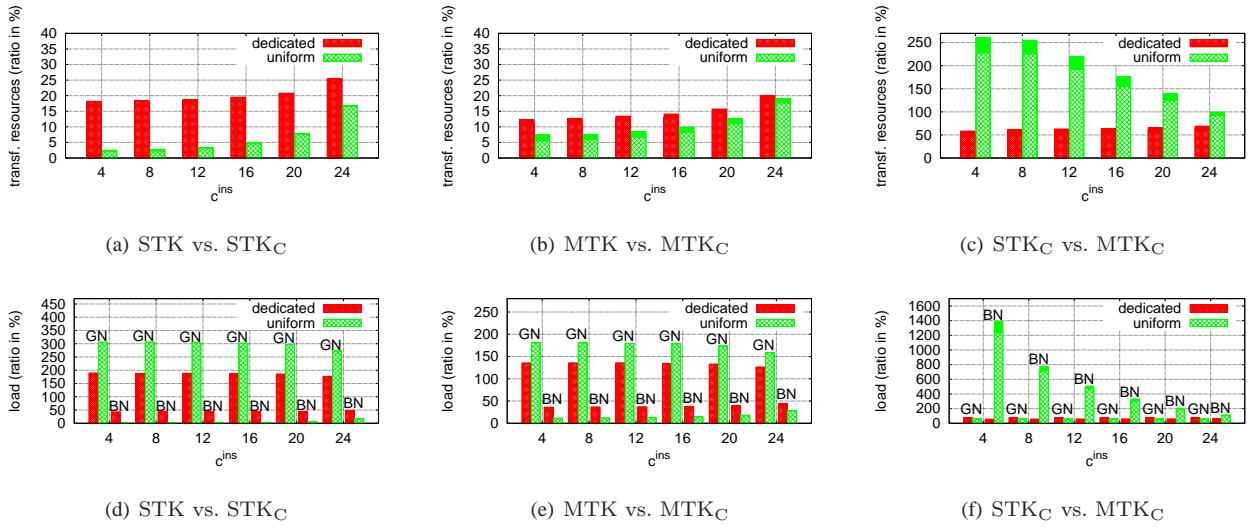 transf. resources (ratio in %)
40
35
30
25
20
15
10
5
0
dedicated
uniform
4 8 12 16 20 24
c^ins
(a) STK vs. STK_C
transf. resources (ratio in %)
40
35
30
25
20
15
10
5
0
dedicated
uniform
4 8 12 16 20 24
c^ins
(b) MTK vs. MTK_C
transf. resources (ratio in %)
250
200
150
100
50
0
dedicated
uniform
4 8 12 16 20 24
c^ins
(c) STK_C vs. MTK_C
load (ratio in %)
450
400
350
300
250
200
150
100
50
0
dedicated
uniform
GN GN GN GN GN GN
BN BN BN BN BN BN
4 8 12 16 20 24
c^ins
(d) STK vs. STK_C
load (ratio in %)
250
200
150
100
50
0
dedicated
uniform
GN GN GN GN GN GN
BN BN BN BN BN BN
4 8 12 16 20 24
c^ins
(e) MTK vs. MTK_C
load (ratio in %)
1600
1400
1200
1000
800
600
400
200
0
dedicated
uniform
BN BN BN BN BN BN
GN GN GN GN GN GN
4 8 12 16 20 24
c^ins
(f) STK_C vs. MTK_C